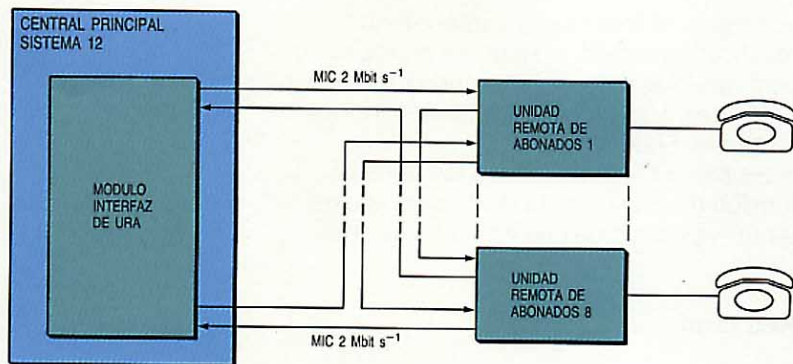 CENTRAL PRINCIPAL
SISTEMA 12
MIC 2 Mbit s⁻¹
MODULO
INTERFAZ
DE URA
UNIDAD
REMOTA DE
ABONADOS 1
UNIDAD
REMOTA DE
ABONADOS 8
MIC 2 Mbit s⁻¹